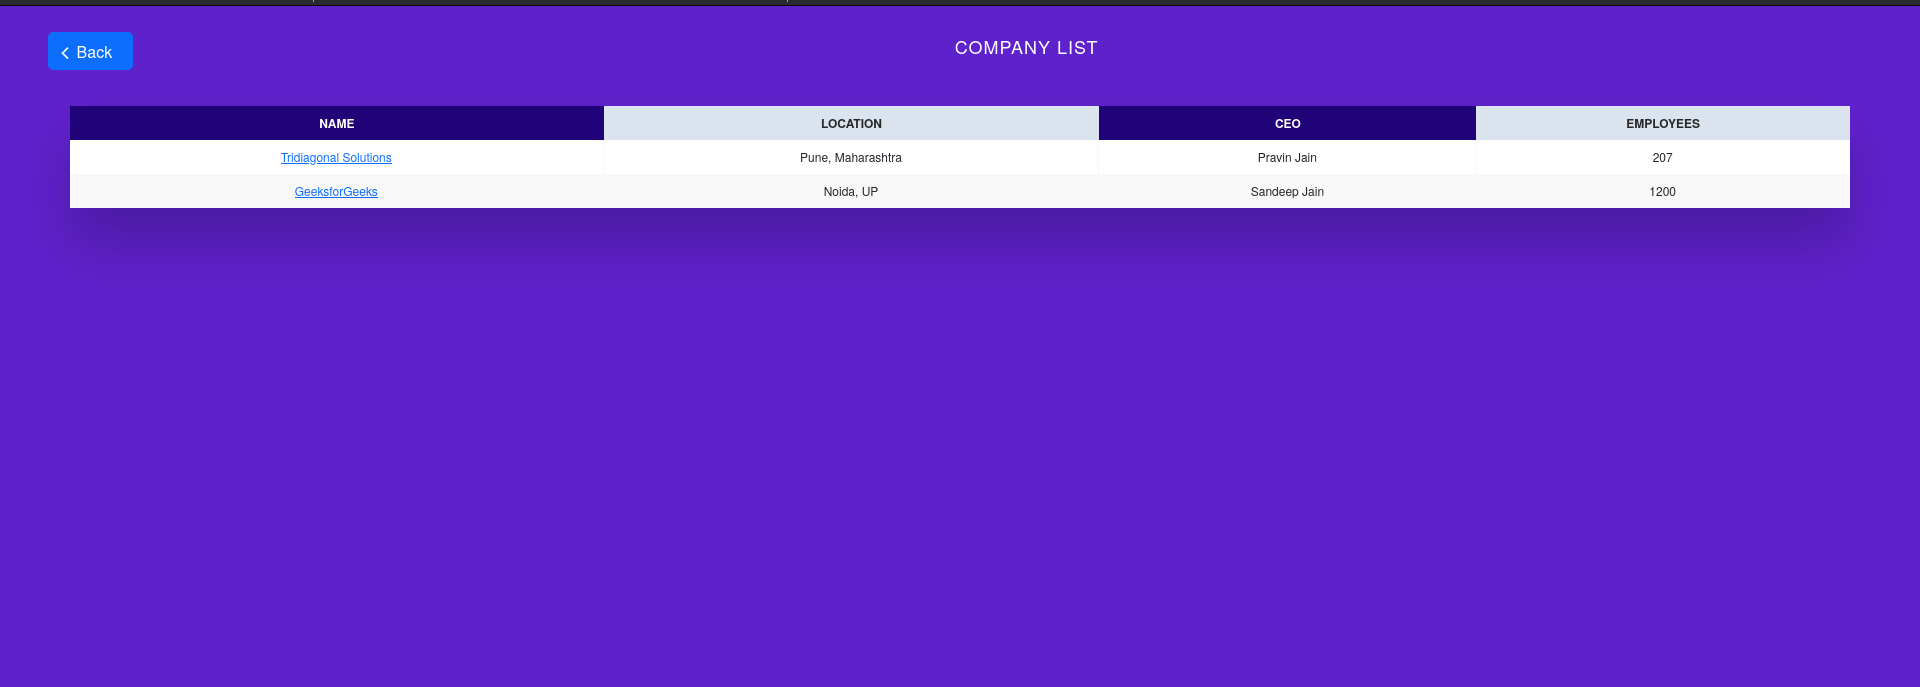 Back
COMPANY LIST
NAME LOCATION CEO EMPLOYEES
Tridiagonal Solutions Pune, Maharashtra Pravin Jain 207
GeeksforGeeks Noida, UP Sandeep Jain 1200